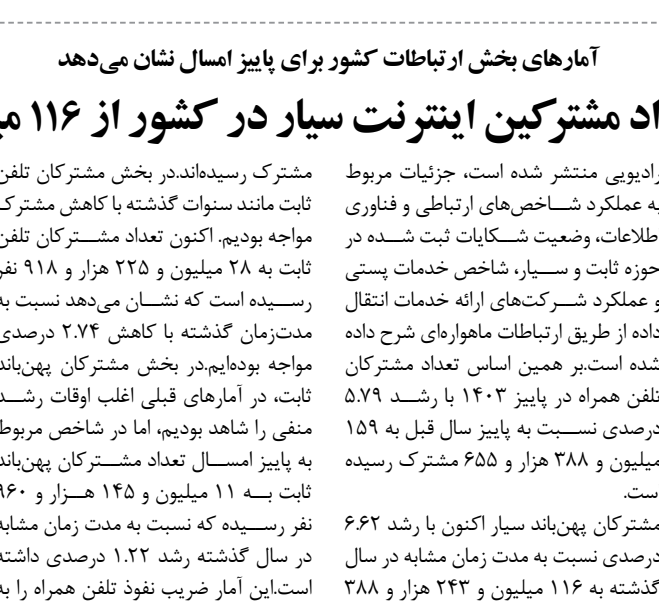 آمارهای بخش ارتباطات کشور برای پاییز امسال نشان می‌دهد
مشترکین اینترنت سیار در کشور از ۱۱۶
رادیویی منتشر شده است، جزئیات مربوط
به عملکرد شاخص‌های ارتباطی و فناوری
اطلاعات، وضعیت شکایات ثبت شده در
حوزه ثابت و سیار، شاخص خدمات پستی
و عملکرد شرکت‌های ارائه خدمات انتقال
داده از طریق ارتباطات ماهواره‌ای شرح داده
شده است.بر همین اساس تعداد مشترکان
تلفن همراه در پاییز ۱۴۰۳ با رشد ۵.۷۹
درصدی نسبت به پاییز سال قبل به ۱۵۹
میلیون و ۳۸۸ هزار و ۶۵۵ مشترک رسیده
است.
مشترکان پهن‌باند سیار اکنون با رشد ۶.۶۲
درصدی نسبت به مدت زمان مشابه در سال
گذشته به ۱۱۶ میلیون و ۲۴۳ هزار و ۳۸۸
مشترک رسیده‌اند.در بخش مشترکان تلفن
ثابت مانند سنوات گذشته با کاهش مشترک
مواجه بودیم. اکنون تعداد مشترکان تلفن
ثابت به ۲۸ میلیون و ۲۲۵ هزار و ۹۱۸ نفر
رسیده است که نشان می‌دهد نسبت به
مدت‌زمان گذشته با کاهش ۲.۷۴ درصدی
مواجه بوده‌ایم.در بخش مشترکان پهن‌باند
ثابت، در آمارهای قبلی اغلب اوقات رشد
منفی را شاهد بودیم، اما در شاخص مربوط
به پاییز امسال تعداد مشترکان پهن‌باند
ثابت به ۱۱ میلیون و ۱۴۵ هزار و ۹۶۰
نفر رسیده که نسبت به مدت زمان مشابه
در سال گذشته رشد ۱.۲۲ درصدی داشته
است.این آمار ضریب نفوذ تلفن همراه را به